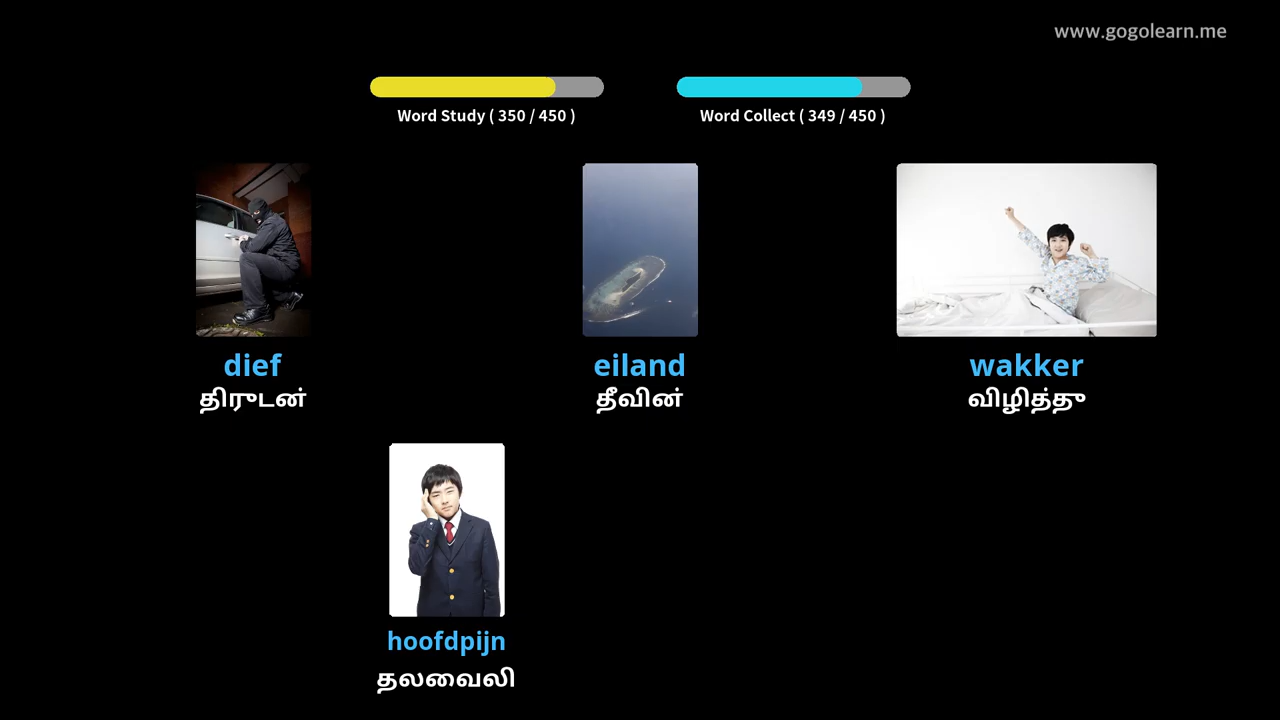 www.gogolearn.me
Word Study ( 350 / 450 )
Word Collect ( 349 / 450 )
dief
திருடன்
eiland
தீவின்
wakker
விழித்து
hoofdpijn
தலைவலி